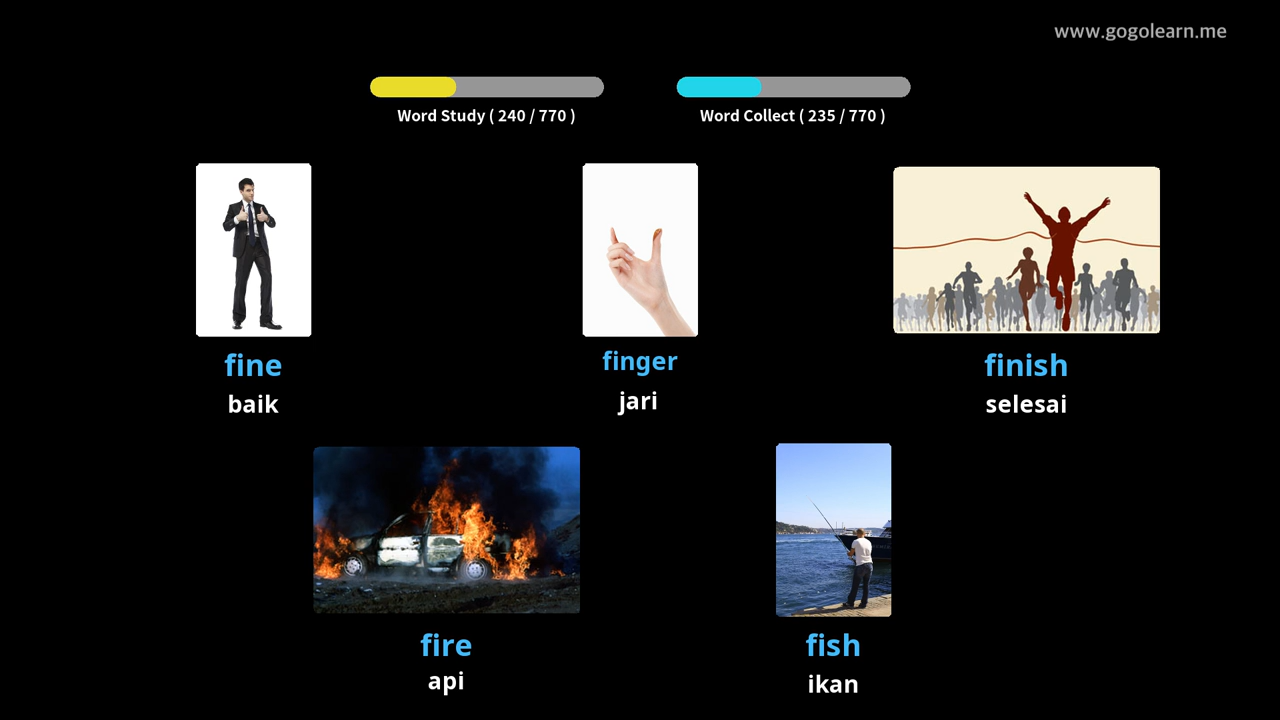 www.gogolearn.me
Word Study ( 240 / 770 )
Word Collect ( 235 / 770 )
fine
baik
finger
jari
finish
selesai
fire
api
fish
ikan